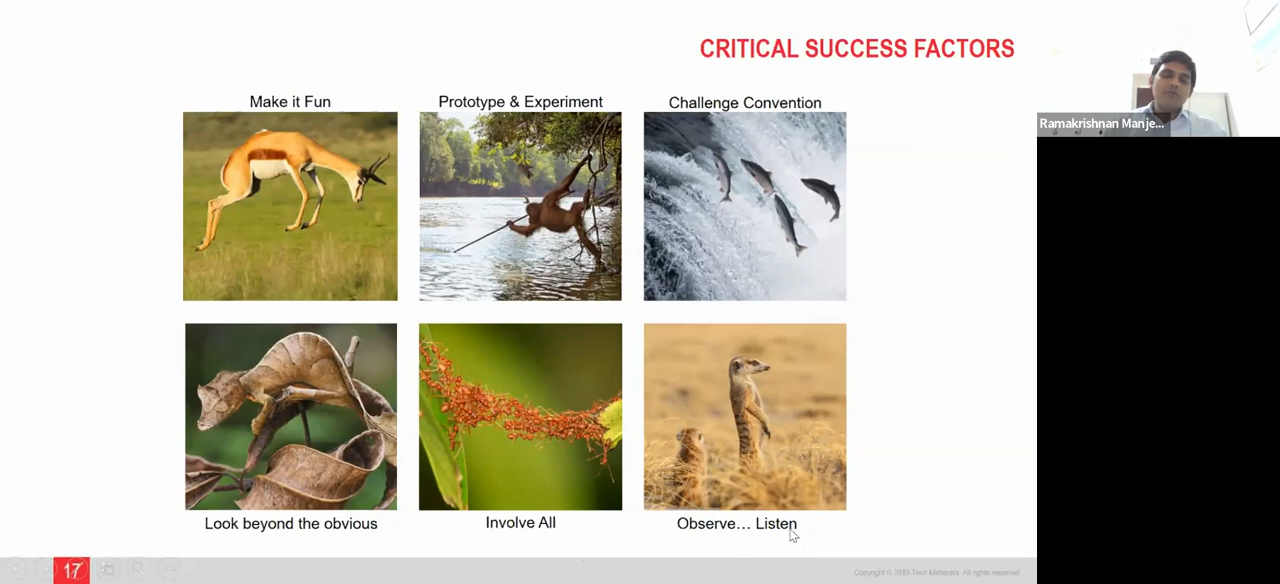 CRITICAL SUCCESS FACTORS
Make it Fun
Prototype & Experiment
Challenge Convention
Ramakrishnan Manje...
Look beyond the obvious
Involve All
Observe... Listen
17
Copyright © 2019 Tech Mahindra. All rights reserved.